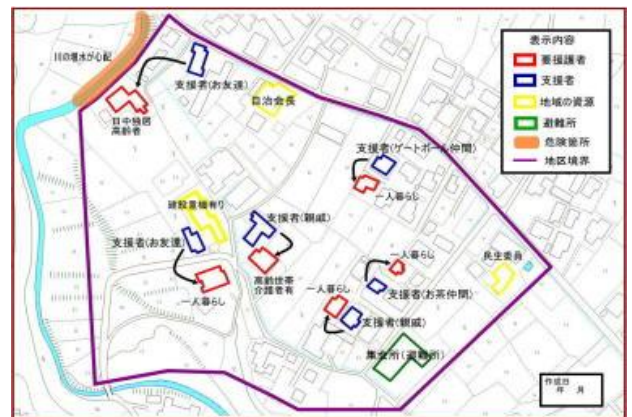 川の増水が心配
支援者(お友達)
自治会長
日中独居
高齢者
支援者(ゲートボール仲間)
一人暮らし
建設重機有り
支援者(お友達)
支援者(親戚)
一人暮らし
高齢世帯
介護者有
一人暮らし
支援者(お茶仲間)
民生委員
一人暮らし
支援者(親戚)
集会所(避難所)
表示内容
要援護者
支援者
地域の資源
避難所
危険箇所
地区境界
作成日
年 月